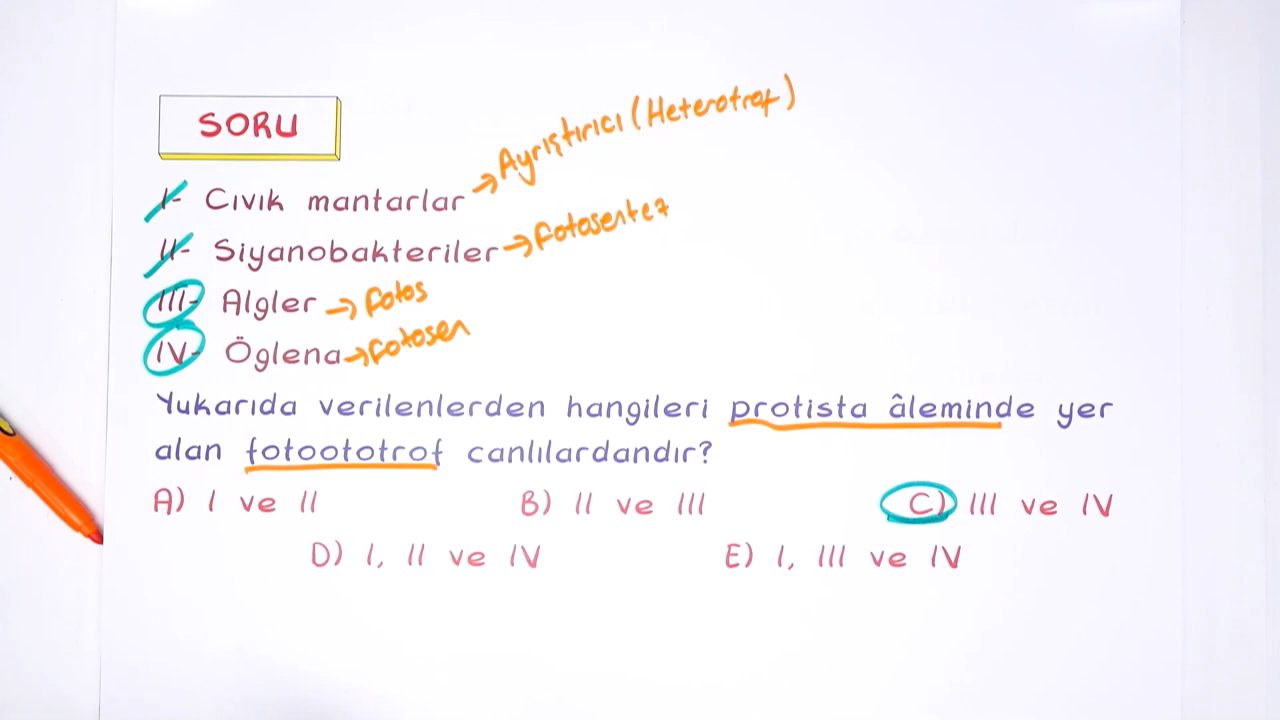 SORU
I- Cıvık mantarlar → Ayrıştırıcı (Heterotrof)
II- Siyanobakteriler → fotosentez
III- Algler → fotos
IV- Öglena → fotosen
Yukarıda verilenlerden hangileri protista âleminde yer
alan fotoototrof canlılardandır?
A) I ve II B) II ve III C) III ve IV
D) I, II ve IV E) I, III ve IV